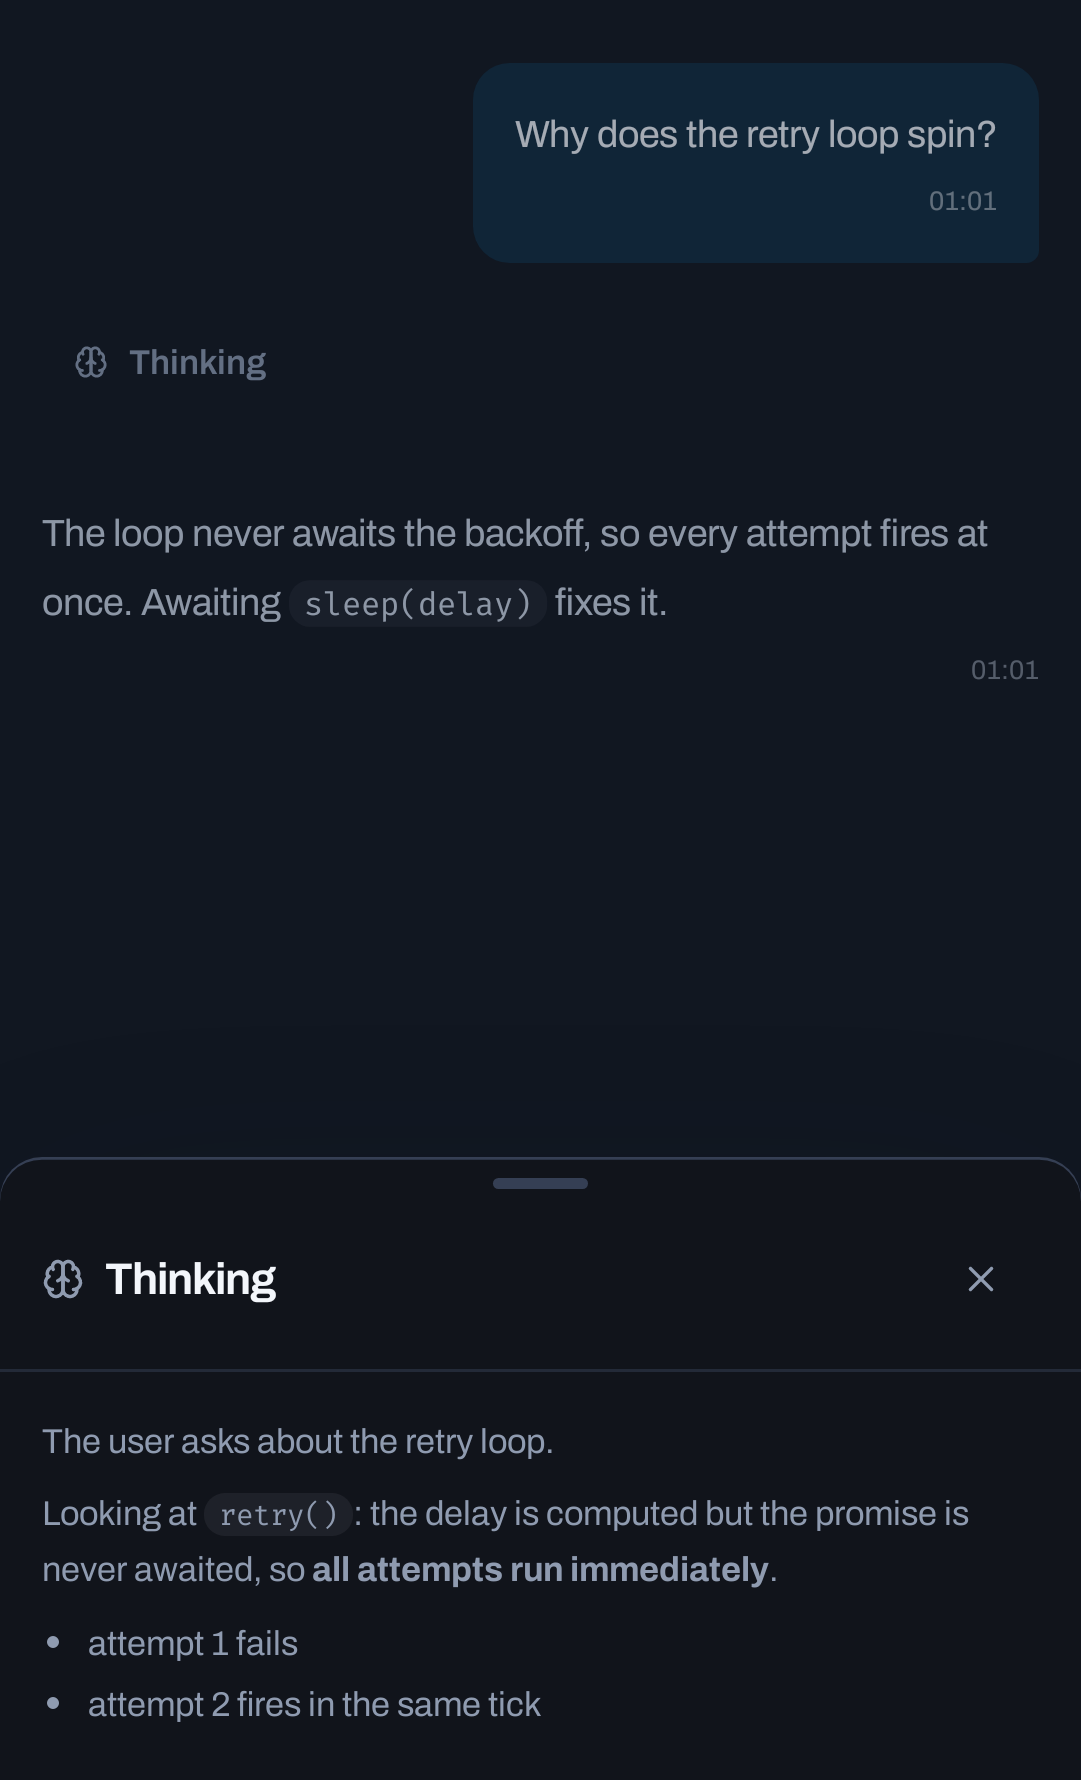 Why does the retry loop spin?
01:01
Thinking
The loop never awaits the backoff, so every attempt fires at
once. Awaiting sleep(delay) fixes it.
01:01
Thinking
The user asks about the retry loop.
Looking at retry(): the delay is computed but the promise is
never awaited, so all attempts run immediately.
• attempt 1 fails
• attempt 2 fires in the same tick